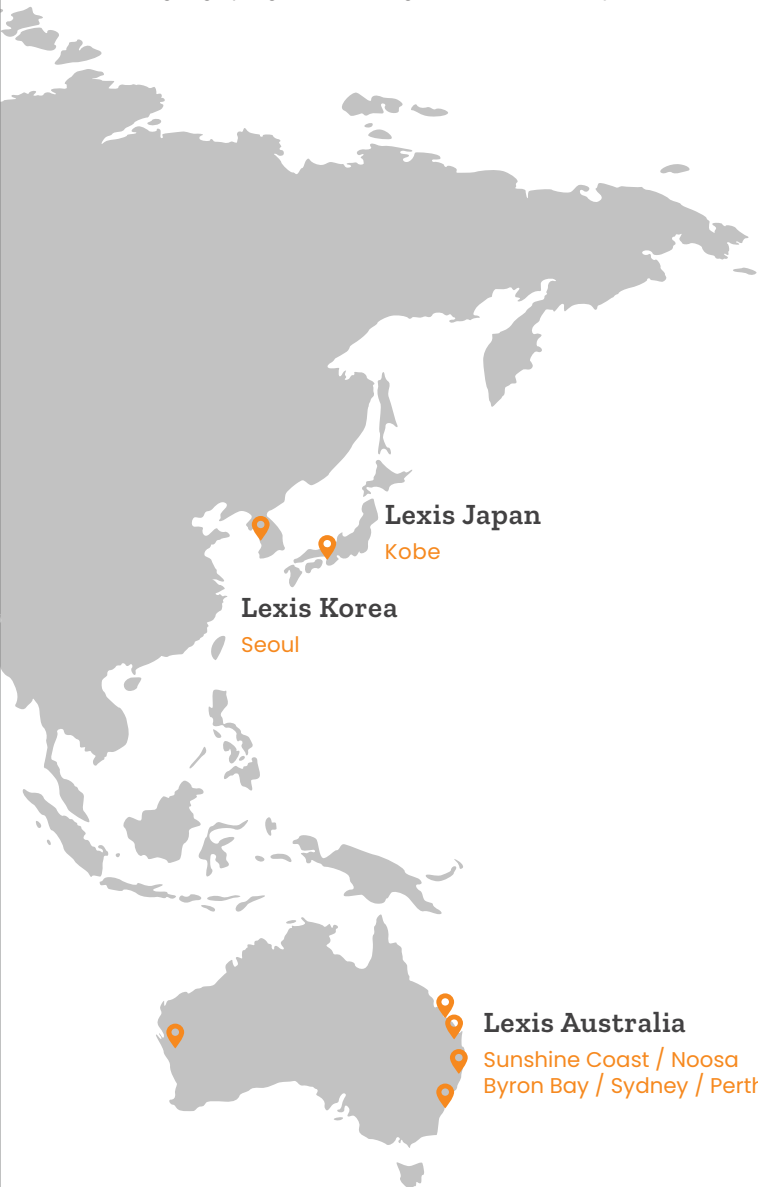 Lexis Japan
Kobe
Lexis Korea
Seoul
Lexis Australia
Sunshine Coast / Noosa
Byron Bay / Sydney / Perth